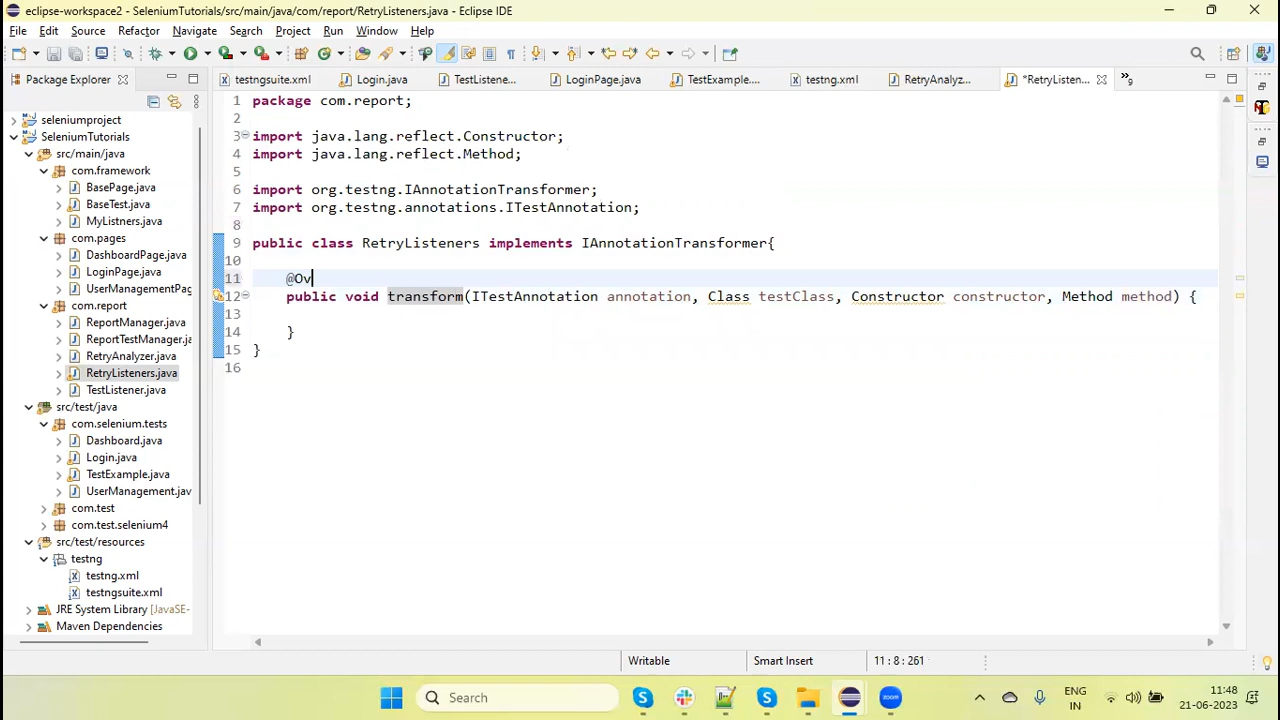 eclipse-workspace2 - SeleniumTutorials/src/main/java/com/report/RetryListeners.java - Eclipse IDE
File Edit Source Refactor Navigate Search Project Run Window Help
Package Explorer
testngsuite.xml Login.java TestListene... LoginPage.java TestExample.... testng.xml RetryAnalyz... *RetryListen... »9
seleniumproject
SeleniumTutorials
src/main/java
com.framework
BasePage.java
BaseTest.java
MyListners.java
com.pages
DashboardPage.java
LoginPage.java
UserManagementPag
com.report
ReportManager.java
ReportTestManager.ja
RetryAnalyzer.java
RetryListeners.java
TestListener.java
src/test/java
com.selenium.tests
Dashboard.java
Login.java
TestExample.java
UserManagement.jav
com.test
com.test.selenium4
src/test/resources
testng
testng.xml
testngsuite.xml
JRE System Library [JavaSE-
Maven Dependencies
1 package com.report;
2
3 import java.lang.reflect.Constructor;
4 import java.lang.reflect.Method;
5
6 import org.testng.IAnnotationTransformer;
7 import org.testng.annotations.ITestAnnotation;
8
9 public class RetryListeners implements IAnnotationTransformer{
10
11 @Ov
12 public void transform(ITestAnnotation annotation, Class testClass, Constructor constructor, Method method) {
13
14 }
15 }
16
Writable Smart Insert 11 : 8 : 261
Search
zoom
ENG
IN
11:48
21-06-2023